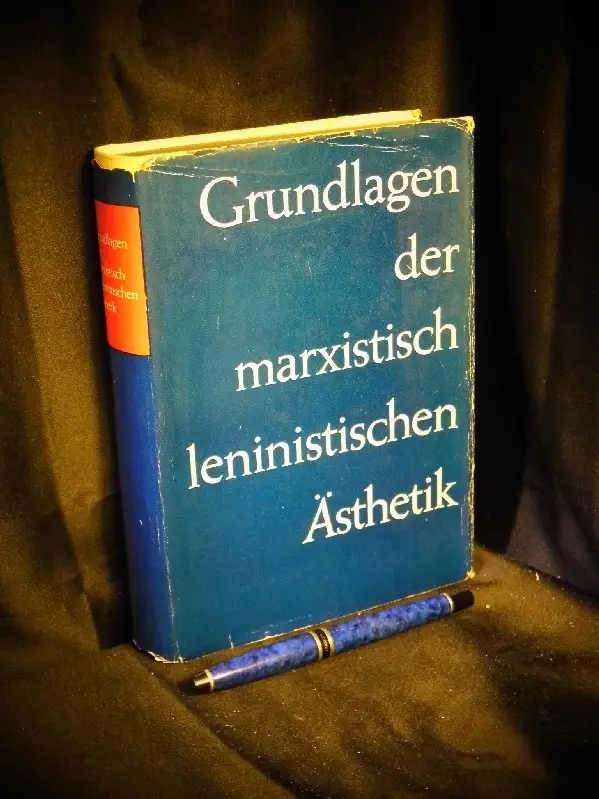 Grundlagen
der
marxistisch
leninistischen
Ästhetik